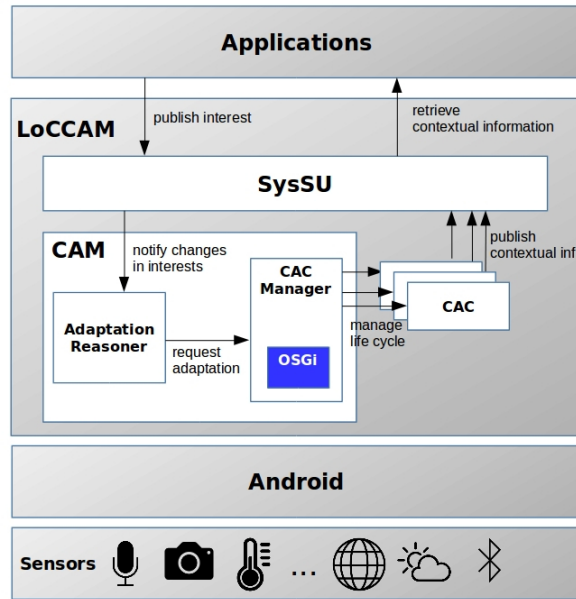 Applications
publish interest
retrieve
contextual information
LoCCAM
SysSU
CAM
notify changes
in interests
publish
contextual inf
CAC
Manager
Adaptation
Reasoner
request
adaptation
OSGi
manage
life cycle
CAC
Android
Sensors
...